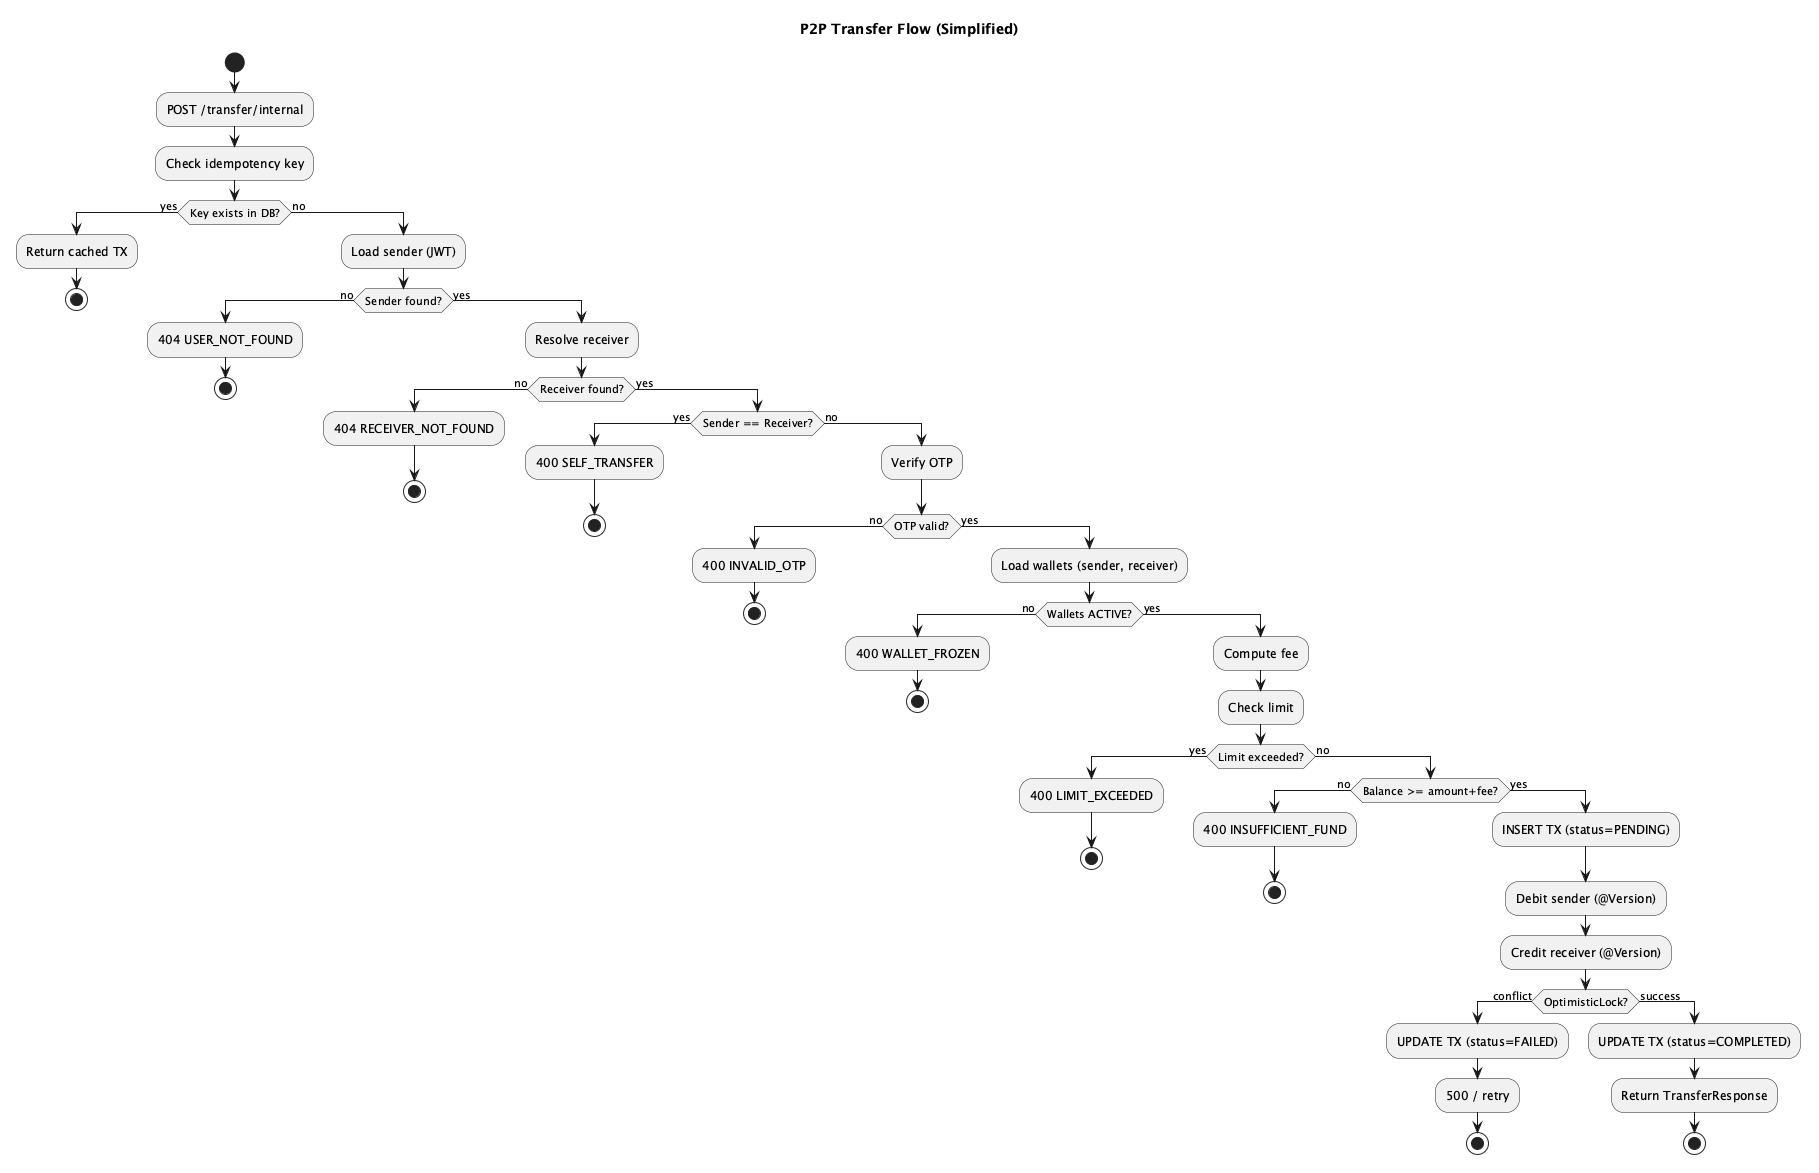 P2P Transfer Flow (Simplified)
POST /transfer/internal
Check idempotency key
yes
Key exists in DB?
no
Return cached TX
Load sender (JWT)
no
Sender found?
yes
404 USER_NOT_FOUND
Resolve receiver
no
Receiver found?
yes
404 RECEIVER_NOT_FOUND
yes
Sender == Receiver?
no
400 SELF_TRANSFER
Verify OTP
no
OTP valid?
yes
400 INVALID_OTP
Load wallets (sender, receiver)
no
Wallets ACTIVE?
yes
400 WALLET_FROZEN
Compute fee
Check limit
yes
Limit exceeded?
no
400 LIMIT_EXCEEDED
no
Balance >= amount+fee?
yes
400 INSUFFICIENT_FUND
INSERT TX (status=PENDING)
Debit sender (@Version)
Credit receiver (@Version)
conflict
OptimisticLock?
success
UPDATE TX (status=FAILED)
UPDATE TX (status=COMPLETED)
500 / retry
Return TransferResponse